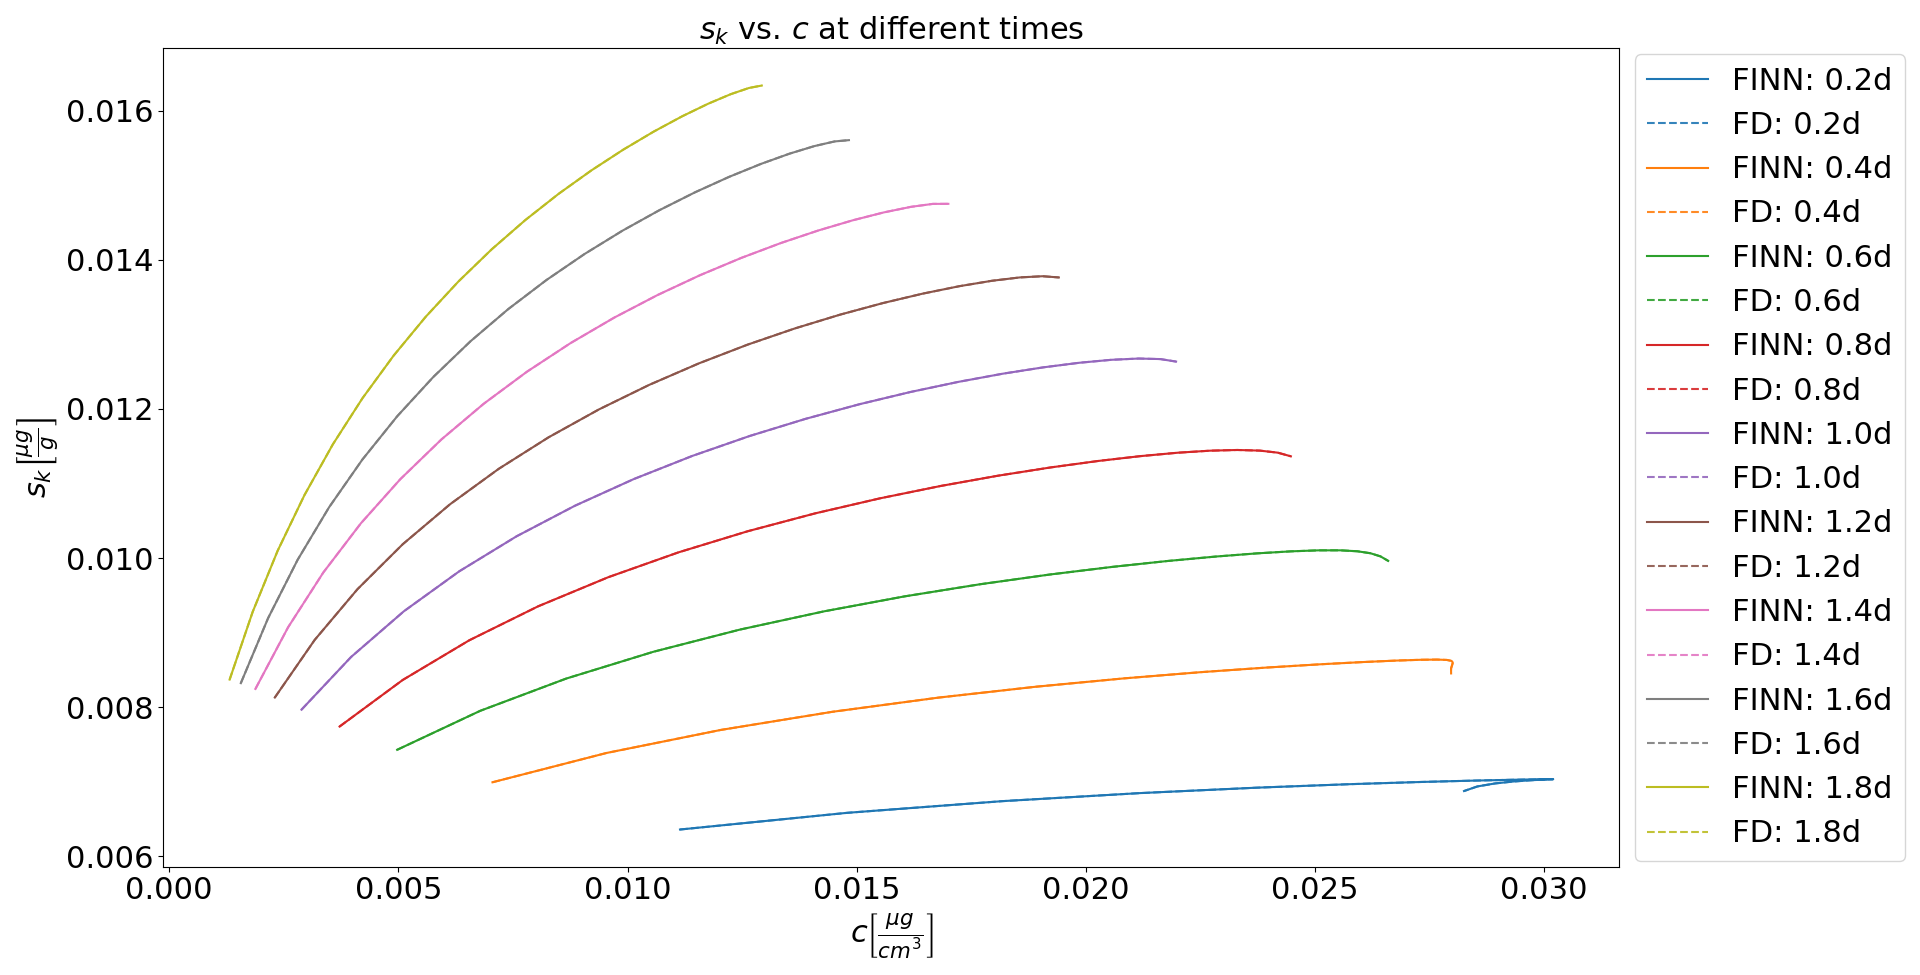 s_k vs. c at different times
0.016
0.014
0.012
0.010
0.008
0.006
s_k [μg/g]
0.000 0.005 0.010 0.015 0.020 0.025 0.030
c [μg/cm³]
FINN: 0.2d
FD: 0.2d
FINN: 0.4d
FD: 0.4d
FINN: 0.6d
FD: 0.6d
FINN: 0.8d
FD: 0.8d
FINN: 1.0d
FD: 1.0d
FINN: 1.2d
FD: 1.2d
FINN: 1.4d
FD: 1.4d
FINN: 1.6d
FD: 1.6d
FINN: 1.8d
FD: 1.8d